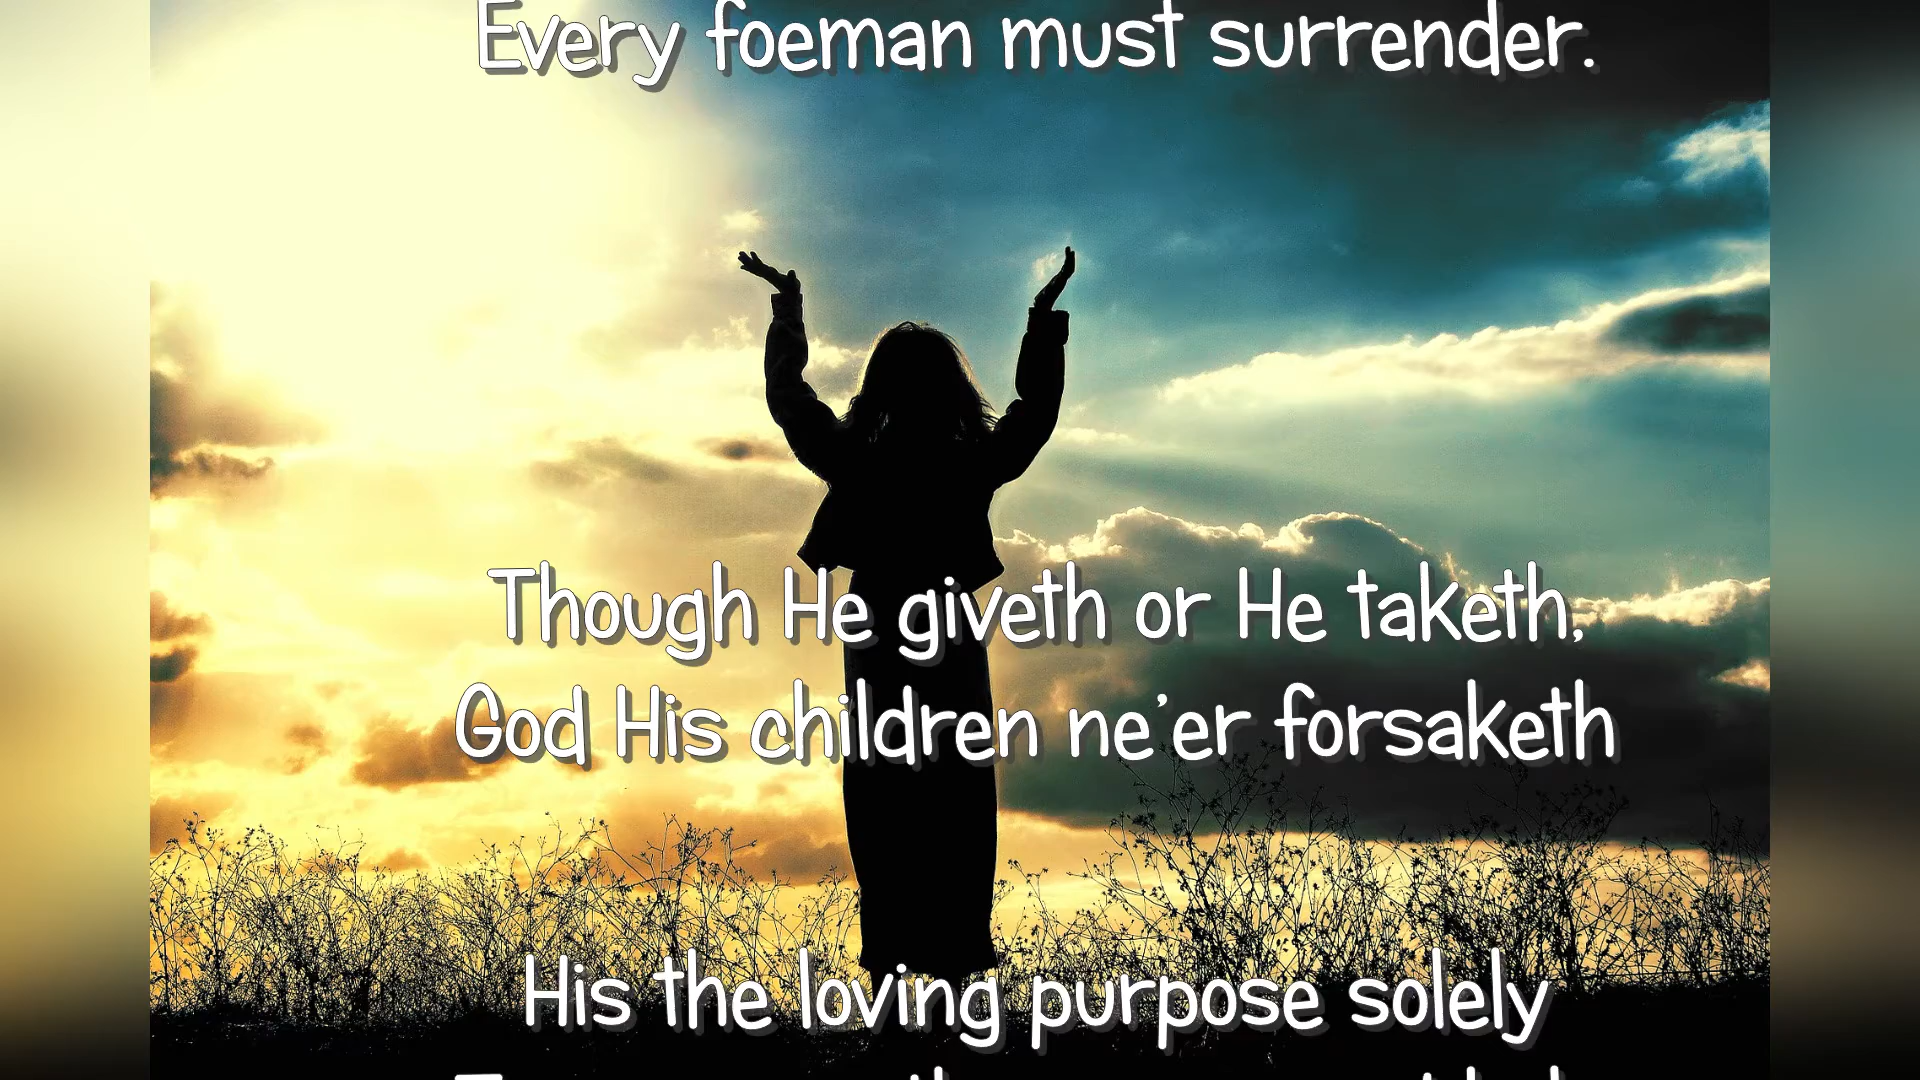 Every foeman must surrender.
Though He giveth or He taketh,
God His children ne'er forsaketh
His the loving purpose solely